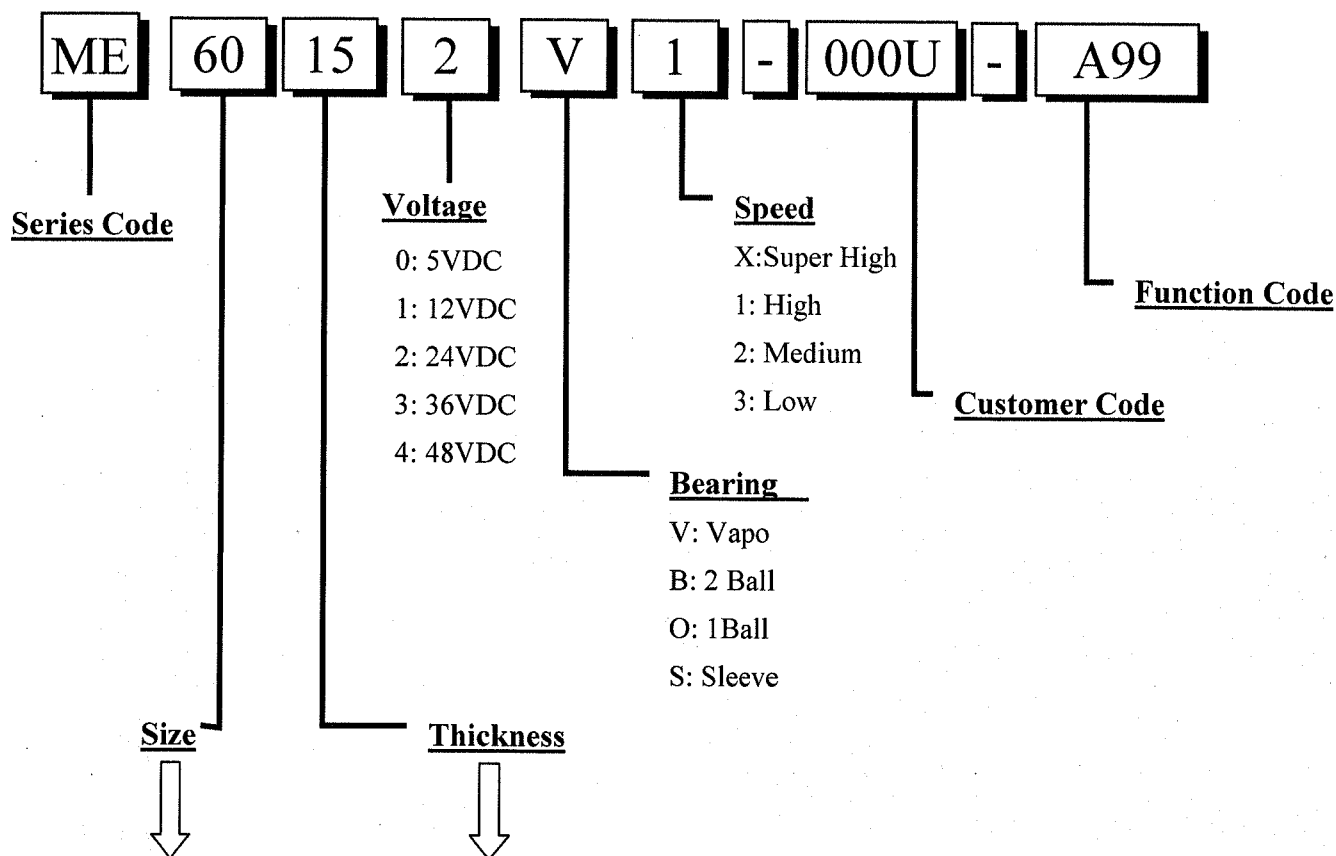 ME 60 15 2 V 1 - 000U - A99
Series Code
Voltage
0: 5VDC
1: 12VDC
2: 24VDC
3: 36VDC
4: 48VDC
Speed
X:Super High
1: High
2: Medium
3: Low
Function Code
Customer Code
Bearing
V: Vapo
B: 2 Ball
O: 1Ball
S: Sleeve
Size
Thickness